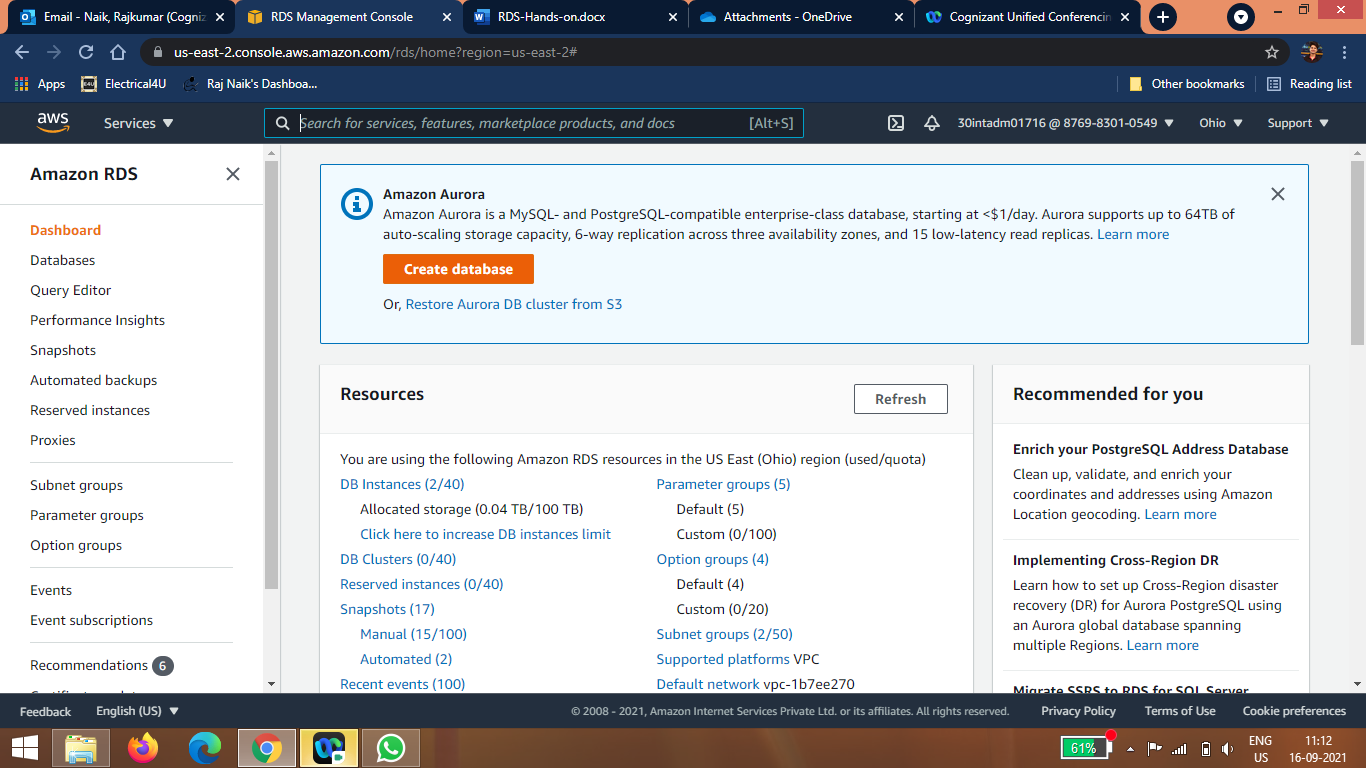 Email - Naik, Rajkumar (Cogniz
RDS Management Console
RDS-Hands-on.docx
Attachments - OneDrive
Cognizant Unified Conferencin
us-east-2.console.aws.amazon.com/rds/home?region=us-east-2#
Apps
Electrical4U
Raj Naik's Dashboa...
Other bookmarks
Reading list
aws
Services
Search for services, features, marketplace products, and docs
[Alt+S]
30intadm01716 @ 8769-8301-0549
Ohio
Support
Amazon RDS
Dashboard
Databases
Query Editor
Performance Insights
Snapshots
Automated backups
Reserved instances
Proxies
Subnet groups
Parameter groups
Option groups
Events
Event subscriptions
Recommendations 6
Amazon Aurora
Amazon Aurora is a MySQL- and PostgreSQL-compatible enterprise-class database, starting at <$1/day. Aurora supports up to 64TB of
auto-scaling storage capacity, 6-way replication across three availability zones, and 15 low-latency read replicas. Learn more
Create database
Or, Restore Aurora DB cluster from S3
Resources
Refresh
You are using the following Amazon RDS resources in the US East (Ohio) region (used/quota)
DB Instances (2/40)
Allocated storage (0.04 TB/100 TB)
Click here to increase DB instances limit
DB Clusters (0/40)
Reserved instances (0/40)
Snapshots (17)
Manual (15/100)
Automated (2)
Recent events (100)
Parameter groups (5)
Default (5)
Custom (0/100)
Option groups (4)
Default (4)
Custom (0/20)
Subnet groups (2/50)
Supported platforms VPC
Default network vpc-1b7ee270
Recommended for you
Enrich your PostgreSQL Address Database
Clean up, validate, and enrich your
coordinates and addresses using Amazon
Location geocoding. Learn more
Implementing Cross-Region DR
Learn how to set up Cross-Region disaster
recovery (DR) for Aurora PostgreSQL using
an Aurora global database spanning
multiple Regions. Learn more
Migrate SSRS to RDS for SQL Server
Feedback
English (US)
© 2008 - 2021, Amazon Internet Services Private Ltd. or its affiliates. All rights reserved.
Privacy Policy
Terms of Use
Cookie preferences
61%
ENG
US
11:12
16-09-2021